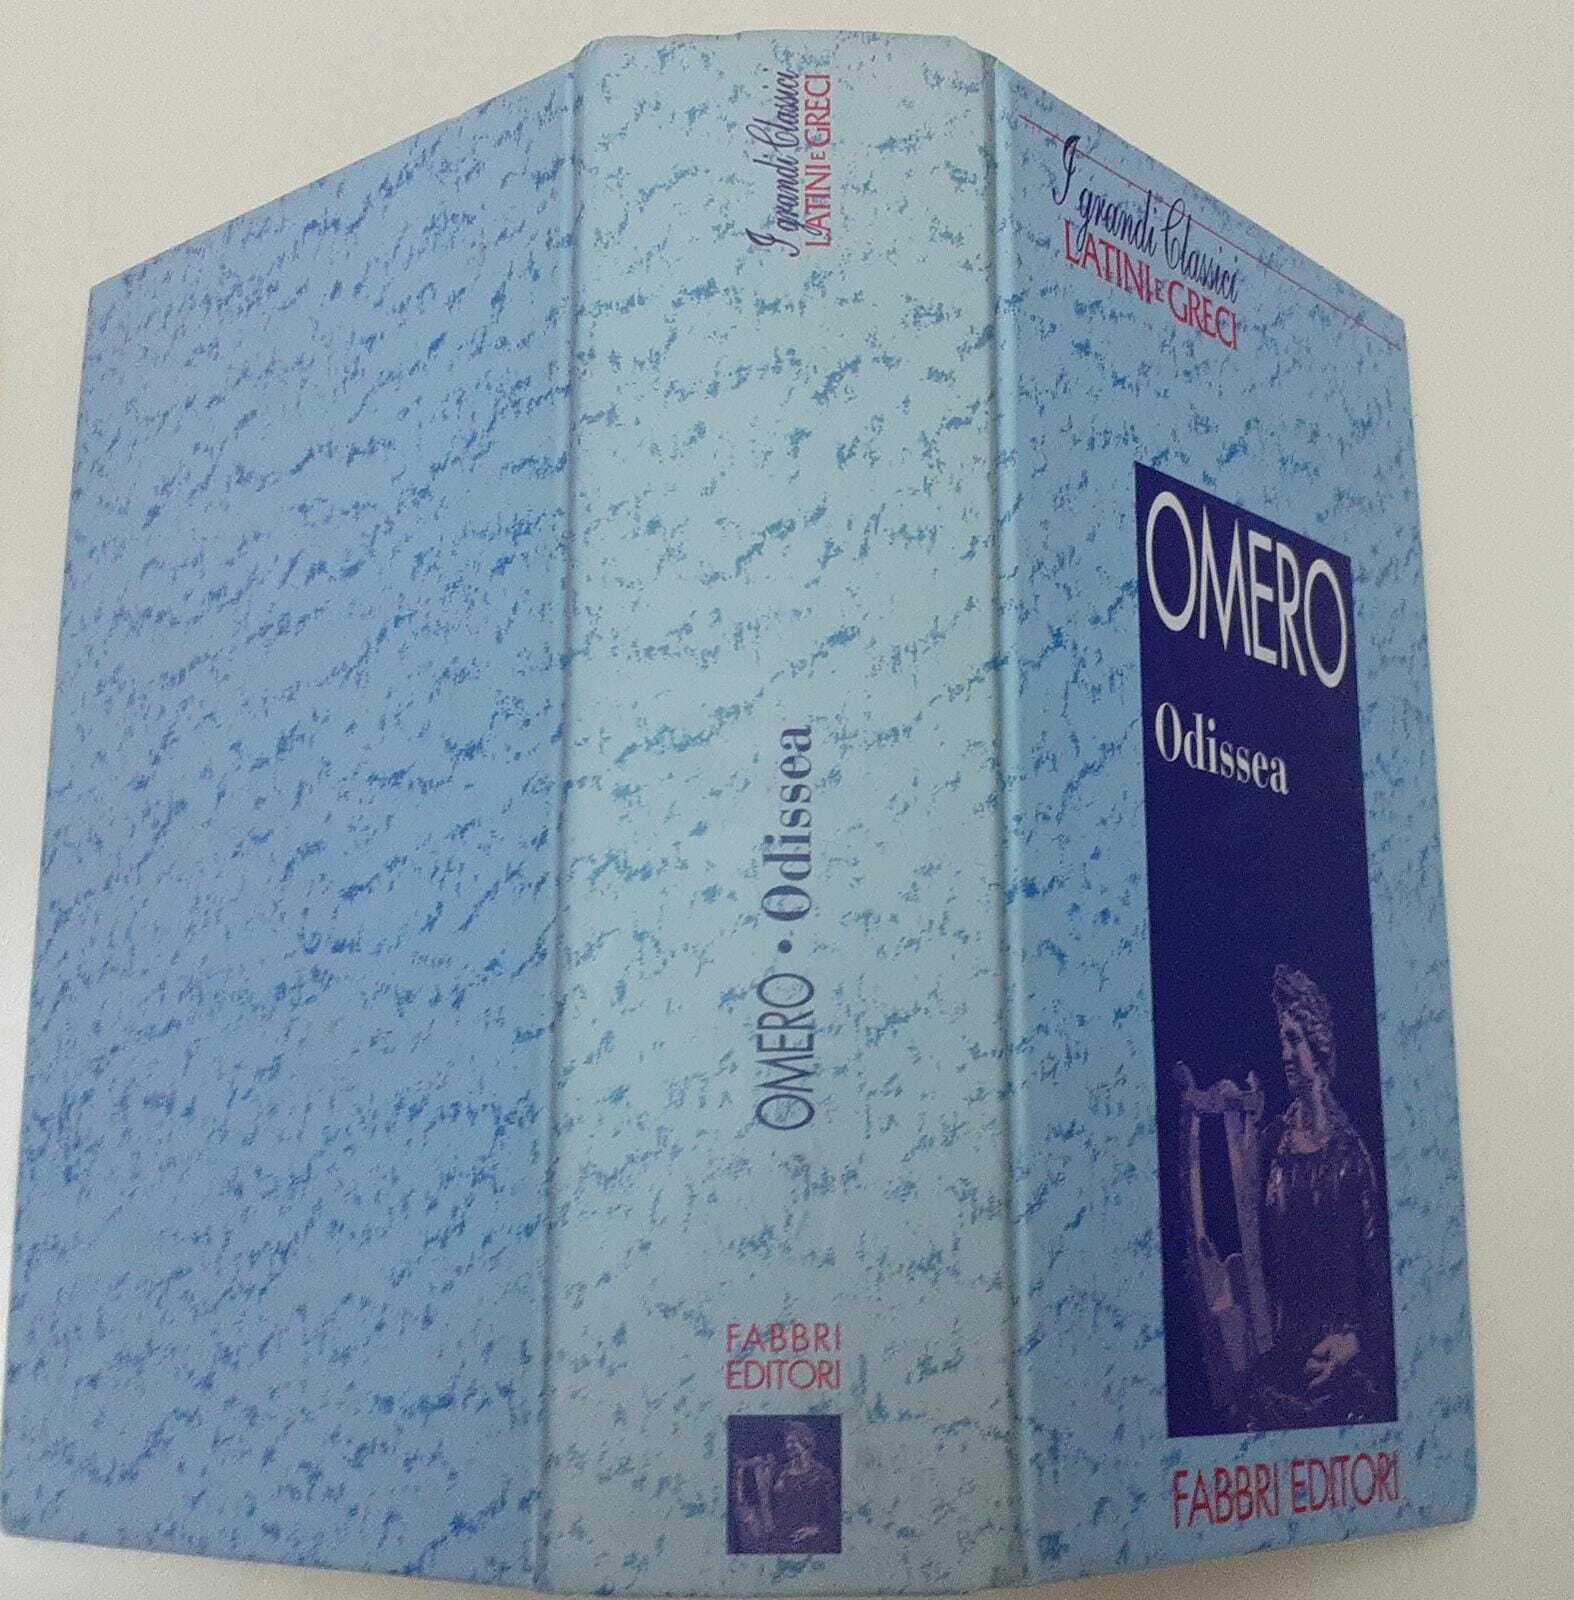 I grandi Classici
LATINI E GRECI
OMERO • Odissea
FABBRI
EDITORI
I grandi Classici
LATINI E GRECI
OMERO
Odissea
FABBRI EDITORI